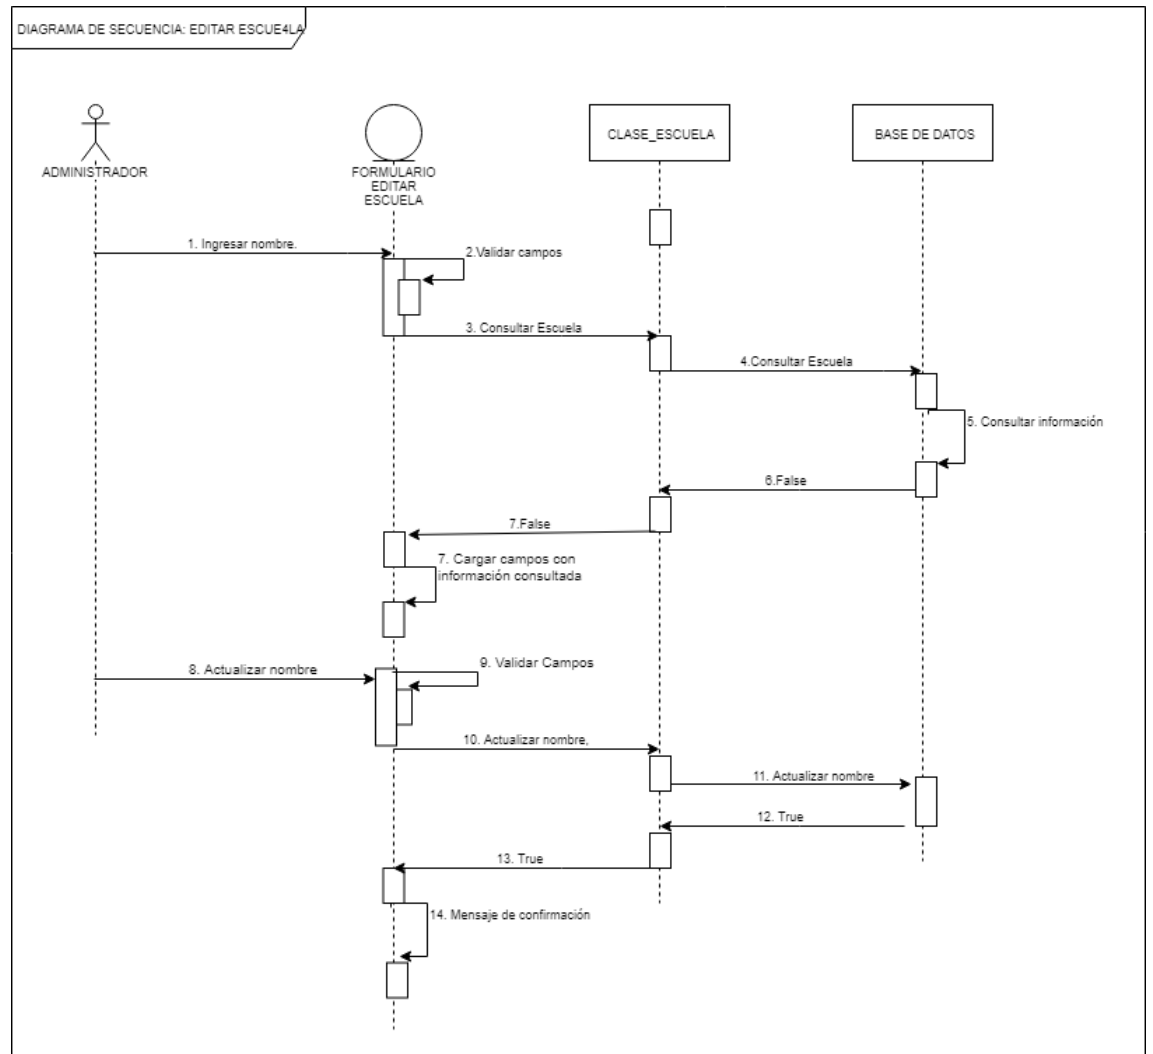 DIAGRAMA DE SECUENCIA: EDITAR ESCUE4LA
ADMINISTRADOR
FORMULARIO
EDITAR
ESCUELA
CLASE_ESCUELA
BASE DE DATOS
1. Ingresar nombre.
2.Validar campos
3. Consultar Escuela
4.Consultar Escuela
5. Consultar información
6.False
7.False
7. Cargar campos con
información consultada
8. Actualizar nombre
9. Validar Campos
10. Actualizar nombre,
11. Actualizar nombre
12. True
13. True
14. Mensaje de confirmación